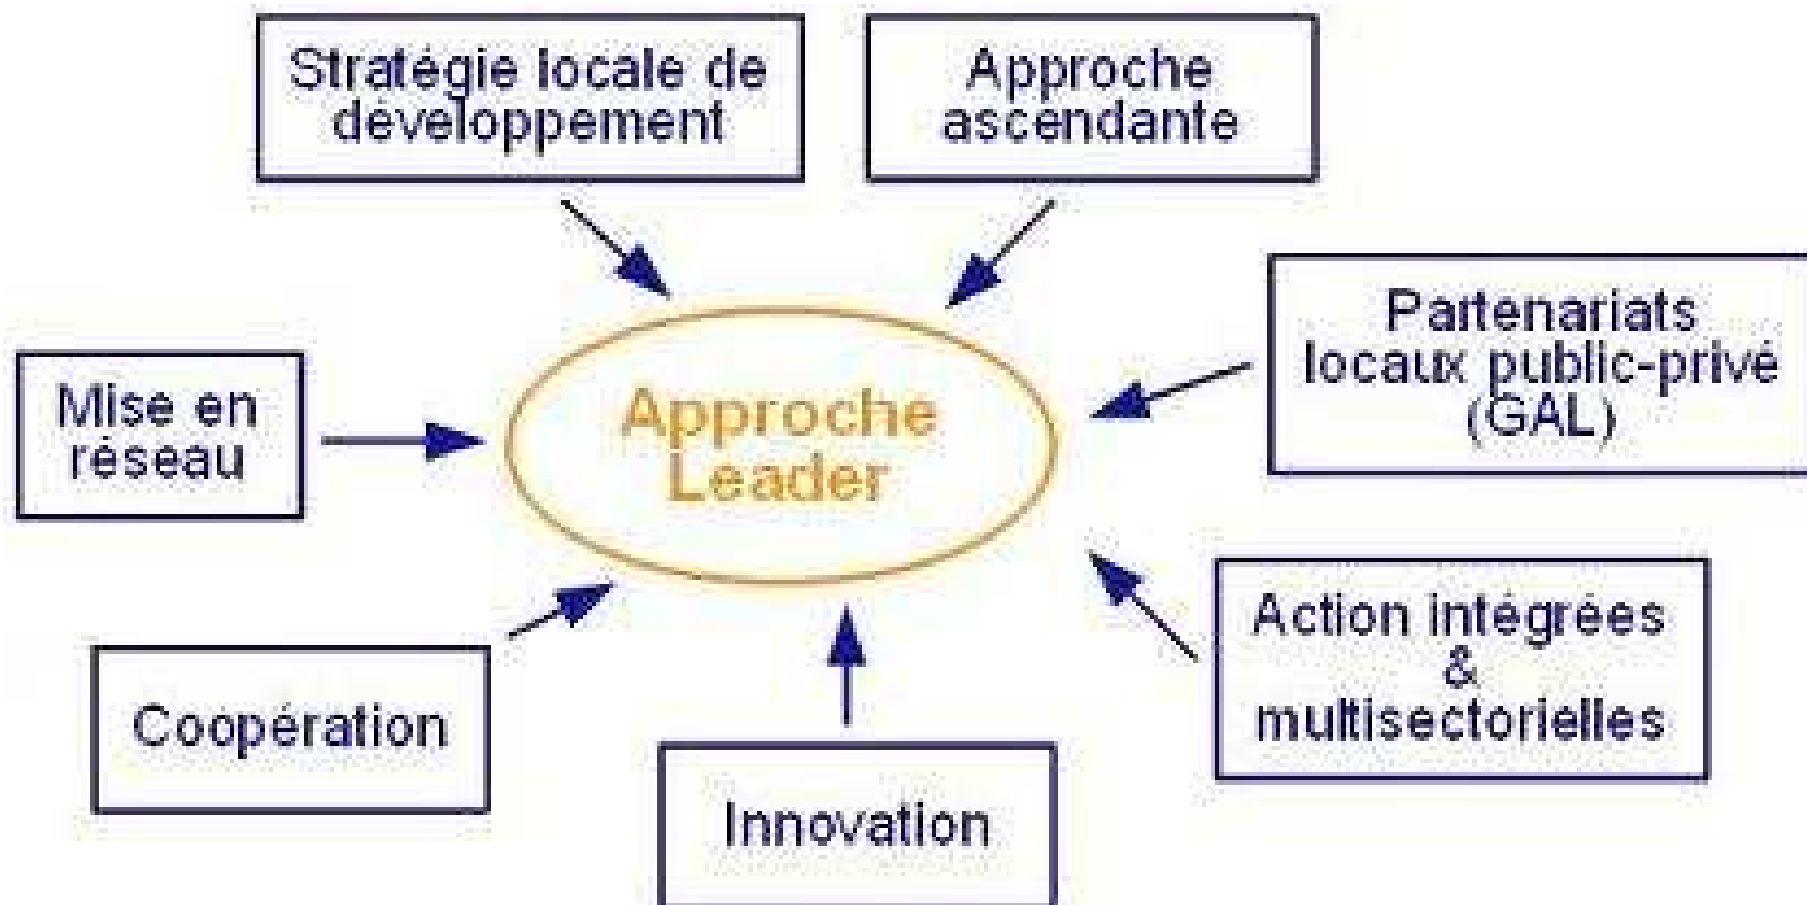 Stratégie locale de
développement
Approche
ascendante
Partenariats
locaux public-privé
(GAL)
Mise en
réseau
Approche
Leader
Action intégrées
&
multisectorielles
Coopération
Innovation